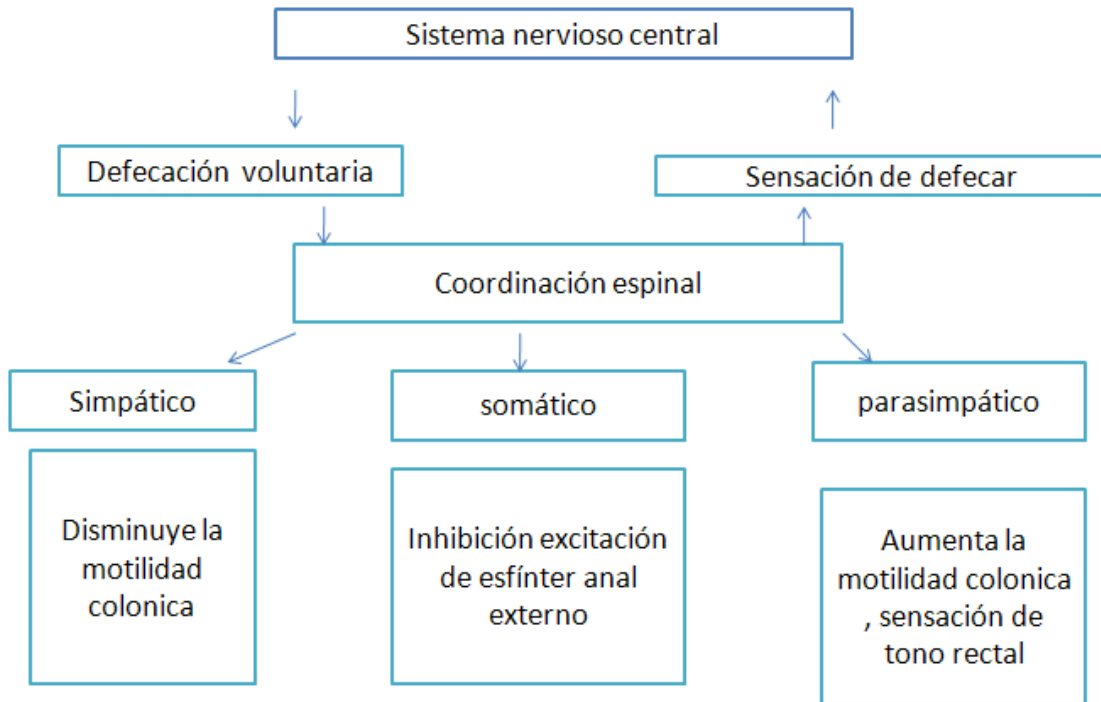 Sistema nervioso central
Defecación voluntaria
Sensación de defecar
Coordinación espinal
Simpático
somático
parasimpático
Disminuye la
motilidad
colonica
Inhibición excitación
de esfínter anal
externo
Aumenta la
motilidad colonica
, sensación de
tono rectal